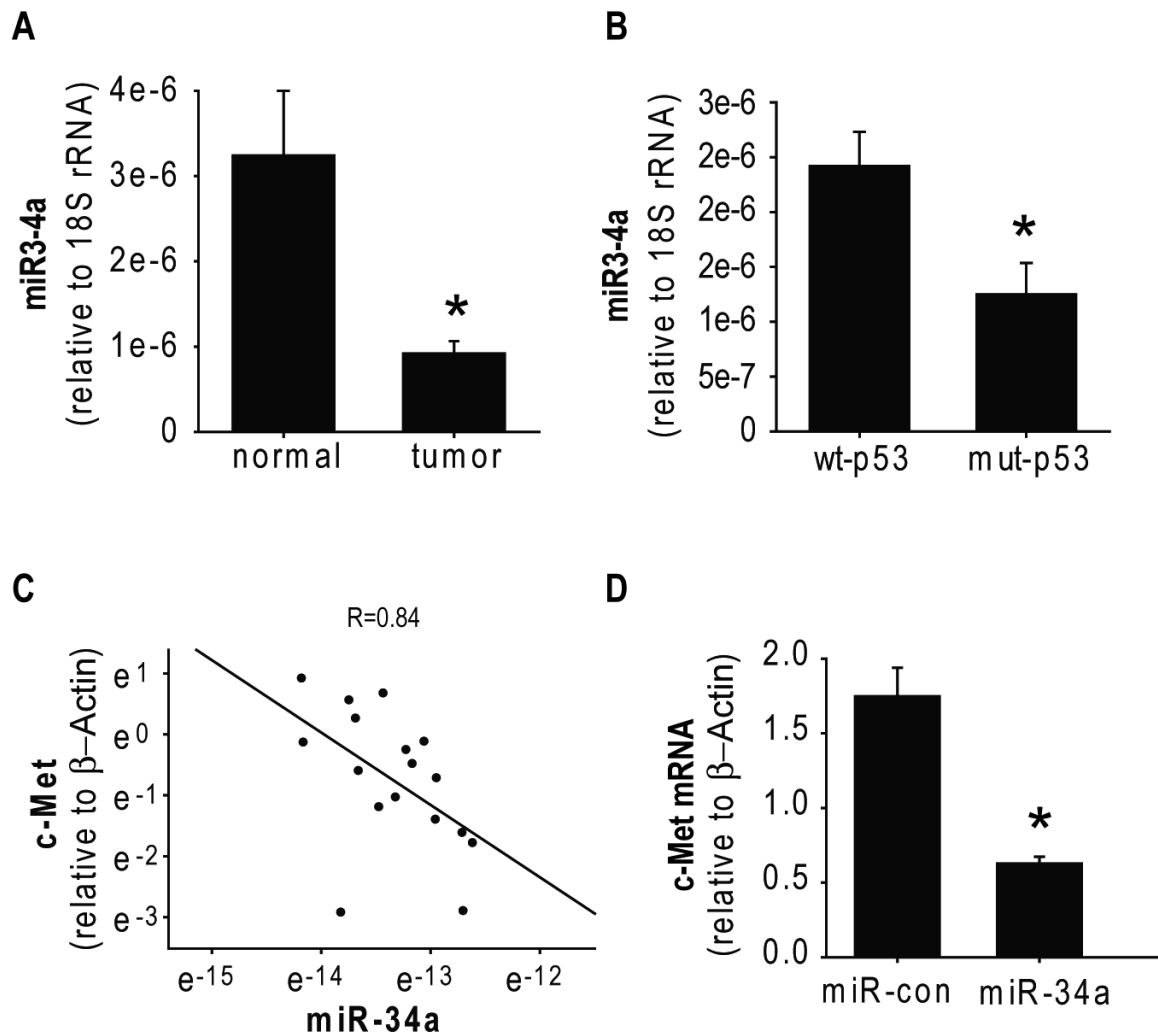 A
miR3-4a
(relative to 18S rRNA)
4e-6
3e-6
2e-6
1e-6
0
*
normal tumor
B
miR3-4a
(relative to 18S rRNA)
3e-6
2e-6
2e-6
2e-6
1e-6
5e-7
0
*
wt-p53 mut-p53
C
R=0.84
c-Met
(relative to β–Actin)
e1
e0
e-1
e-2
e-3
e-15 e-14 e-13 e-12
miR-34a
D
c-Met mRNA
(relative to β–Actin)
2.0
1.5
1.0
0.5
0.0
*
miR-con miR-34a